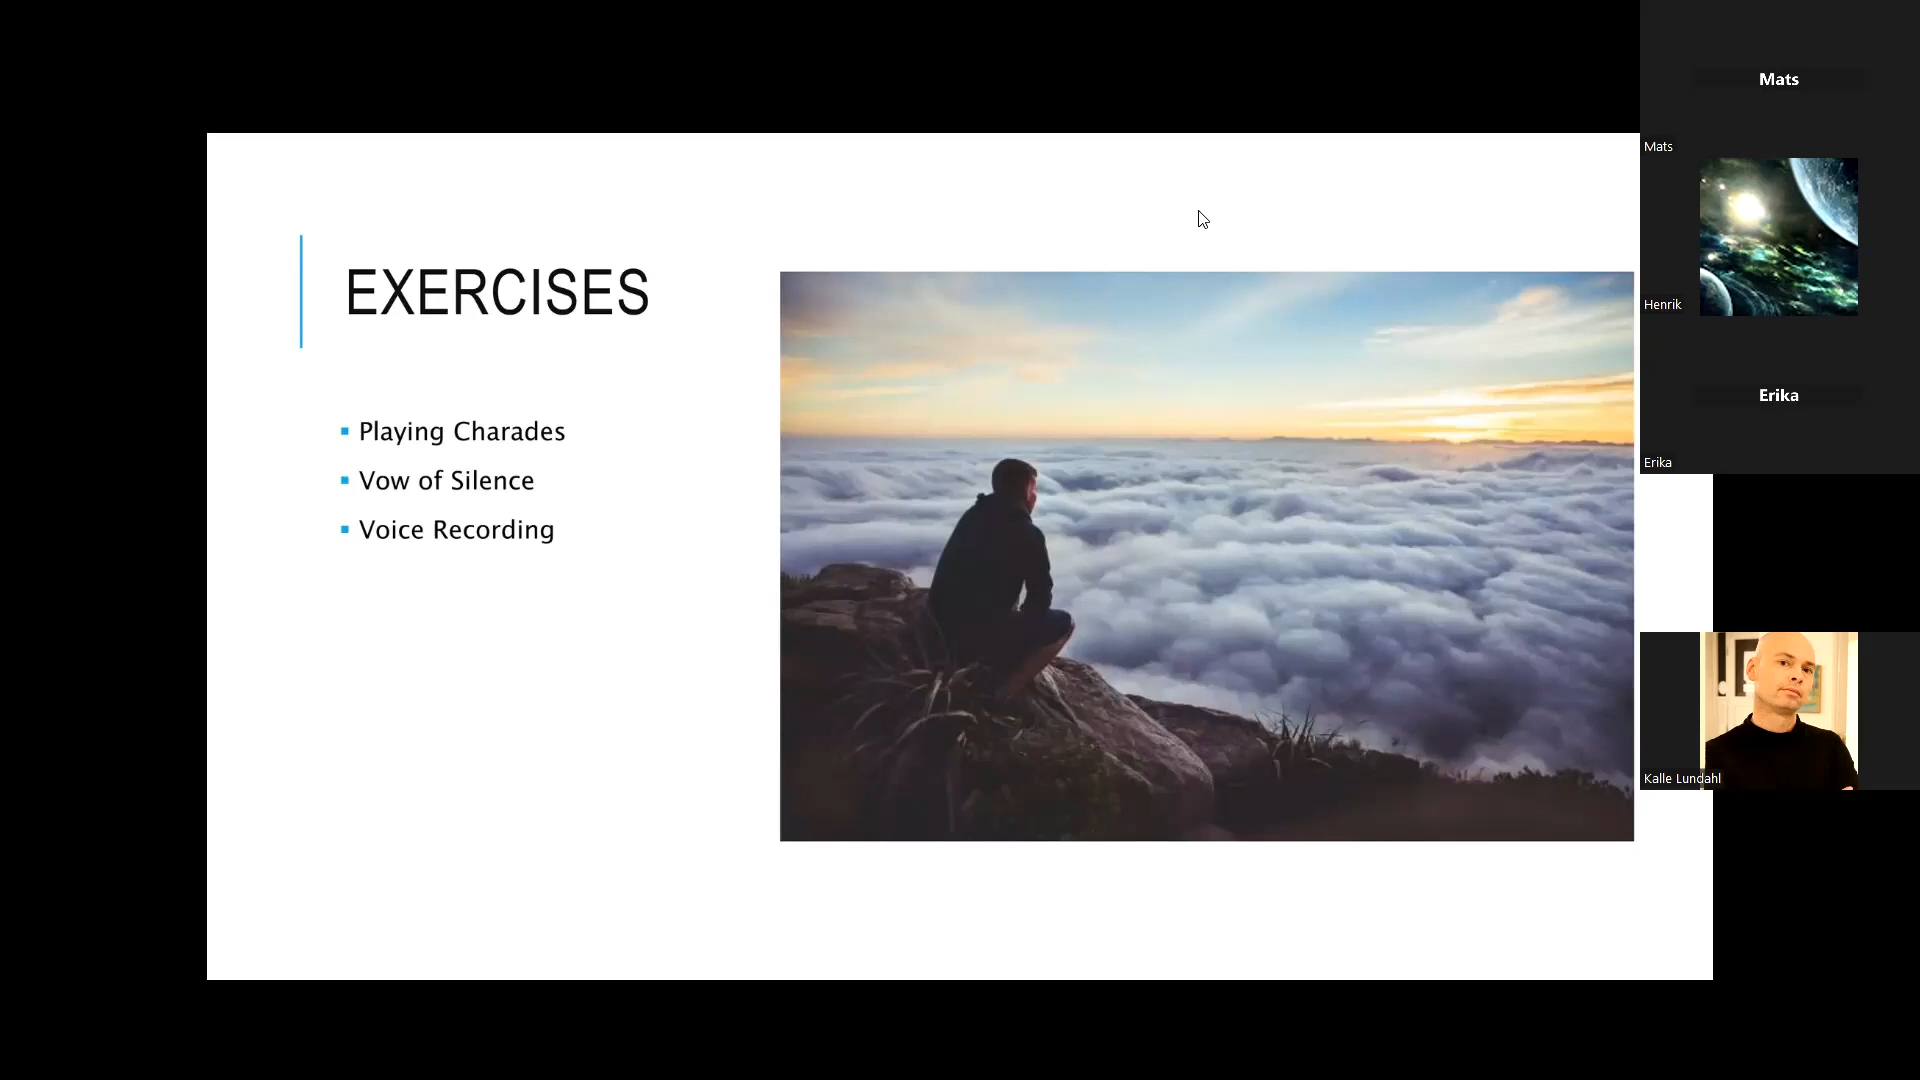 EXERCISES
Playing Charades
Vow of Silence
Voice Recording
Mats
Mats
Henrik
Erika
Erika
Kalle Lundahl